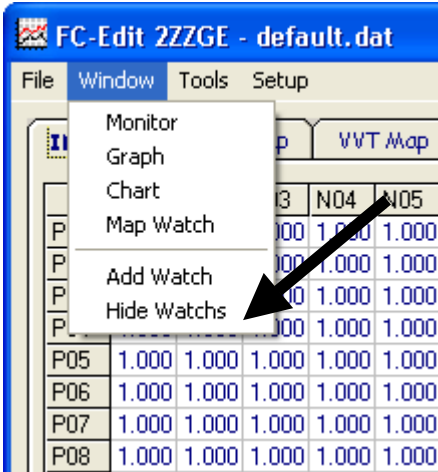 FC-Edit 2ZZGE - default.dat
File Window Tools Setup
Monitor
Graph
Chart
Map Watch
Add Watch
Hide Watchs
VVT Map
N04 N05
1.000
1.000
1.000 1.000
1.000 1.000
P05 1.000 1.000 1.000 1.000 1.000
P06 1.000 1.000 1.000 1.000 1.000
P07 1.000 1.000 1.000 1.000 1.000
P08 1.000 1.000 1.000 1.000 1.000